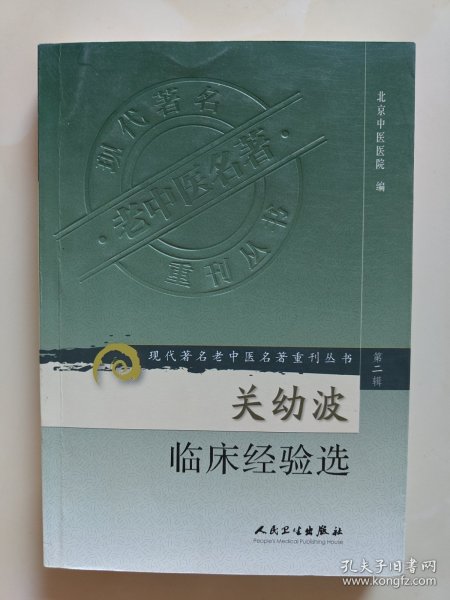 北京中医医院 编
现代著名
老中医名著
重刊丛书
现代著名老中医名著重刊丛书
第二辑
关幼波
临床经验选
人民卫生出版社
People's Medical Publishing House
孔夫子旧书网
www.kongfz.com